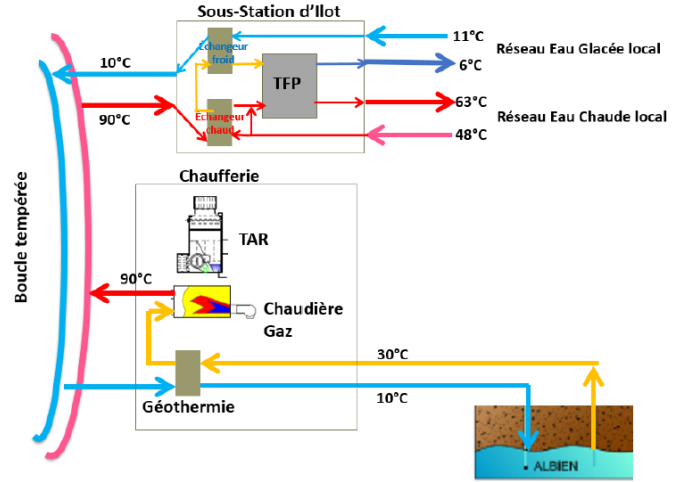 Sous-Station d'Ilot
Echangeur
froid
TFP
Echangeur
chaud
11°C
6°C
Réseau Eau Glacée local
63°C
48°C
Réseau Eau Chaude local
10°C
90°C
Boucle tempérée
Chaufferie
TAR
90°C
Chaudière
Gaz
30°C
10°C
Géothermie
ALBIEN